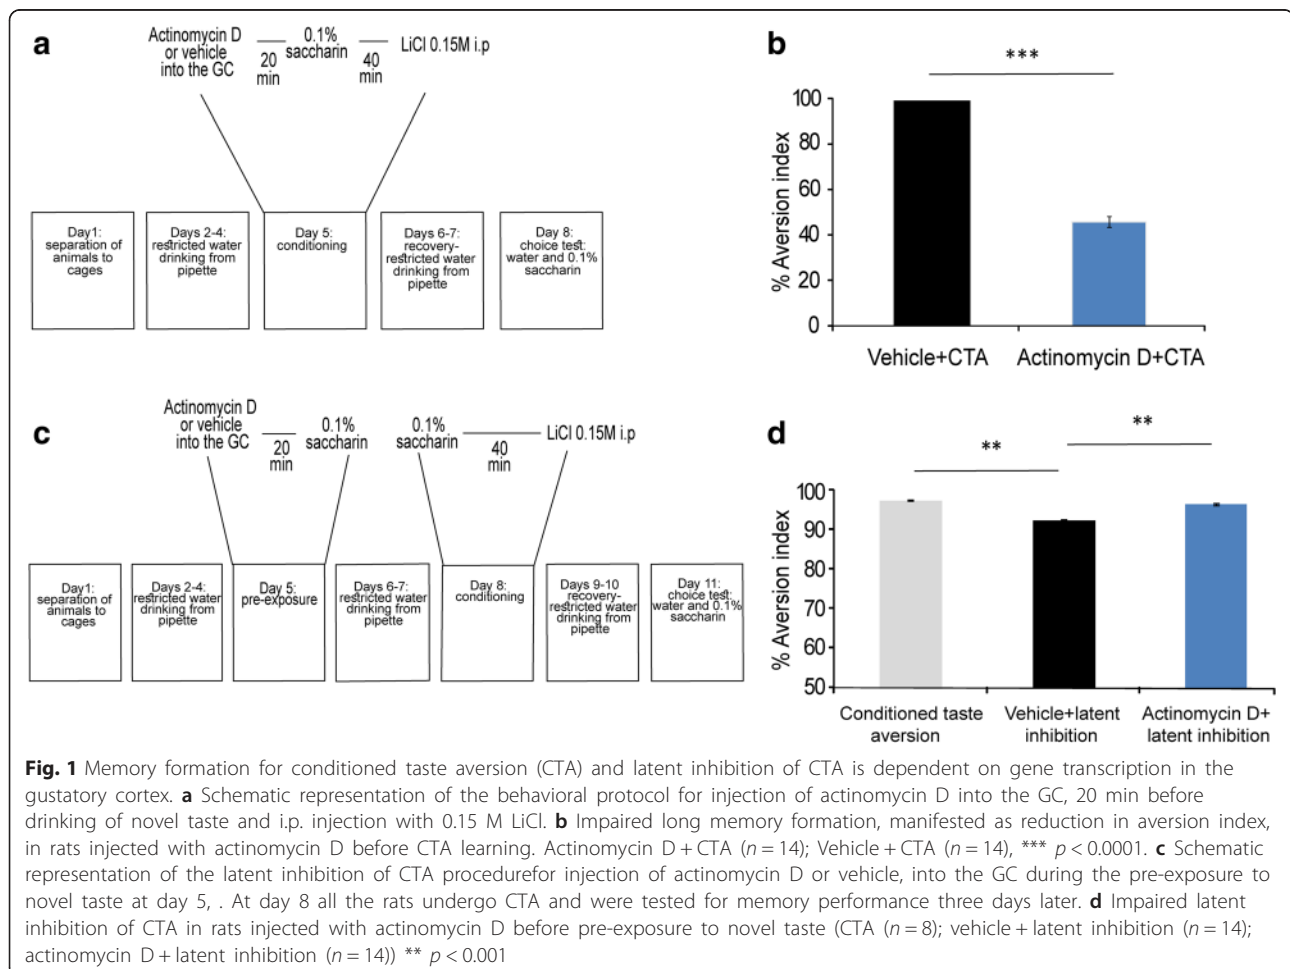 a
Actinomycin D
or vehicle
into the GC
20
min
0.1%
saccharin
40
min
LiCl 0.15M i.p
Day1:
separation of
animals to
cages
Days 2-4:
restricted water
drinking from
pipette
Day 5:
conditioning
Days 6-7:
recovery-
restricted water
drinking from
pipette
Day 8:
choice test:
water and 0.1%
saccharin
b
***
% Aversion index
100
80
60
40
20
0
Vehicle+CTA
Actinomycin D+CTA
c
Actinomycin D
or vehicle
into the GC
20
min
0.1%
saccharin
0.1%
saccharin
40
min
LiCl 0.15M i.p
Day1:
separation of
animals to
cages
Days 2-4:
restricted water
drinking from
pipette
Day 5:
pre-exposure
Days 6-7:
restricted water
drinking from
pipette
Day 8:
conditioning
Days 9-10
recovery-
restricted water
drinking from
pipette
Day 11:
choice test:
water and 0.1%
saccharin
d
**
**
% Aversion index
100
90
80
70
60
50
Conditioned taste
aversion
Vehicle+latent
inhibition
Actinomycin D+
latent inhibition
Fig. 1 Memory formation for conditioned taste aversion (CTA) and latent inhibition of CTA is dependent on gene transcription in the
gustatory cortex. a Schematic representation of the behavioral protocol for injection of actinomycin D into the GC, 20 min before
drinking of novel taste and i.p. injection with 0.15 M LiCl. b Impaired long memory formation, manifested as reduction in aversion index,
in rats injected with actinomycin D before CTA learning. Actinomycin D + CTA (n = 14); Vehicle + CTA (n = 14), *** p < 0.0001. c Schematic
representation of the latent inhibition of CTA procedurefor injection of actinomycin D or vehicle, into the GC during the pre-exposure to
novel taste at day 5, . At day 8 all the rats undergo CTA and were tested for memory performance three days later. d Impaired latent
inhibition of CTA in rats injected with actinomycin D before pre-exposure to novel taste (CTA (n = 8); vehicle + latent inhibition (n = 14);
actinomycin D + latent inhibition (n = 14)) ** p < 0.001